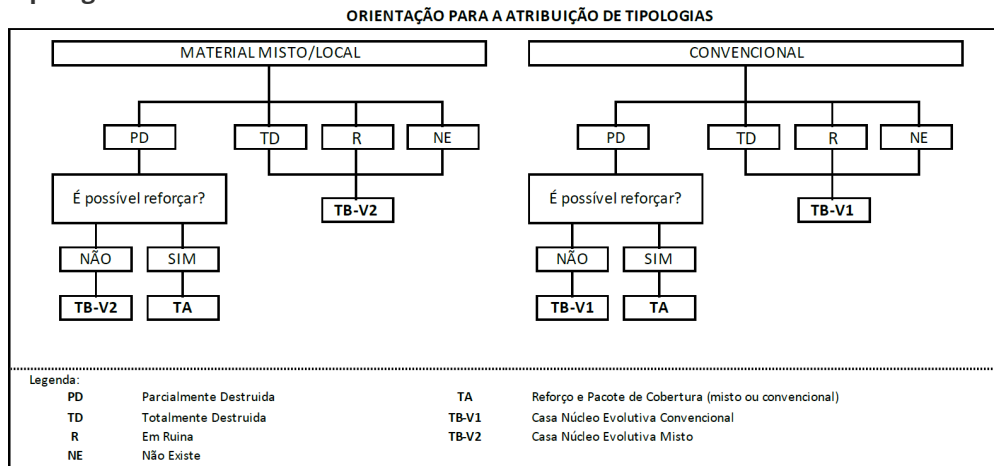 ORIENTAÇÃO PARA A ATRIBUIÇÃO DE TIPOLOGIAS
MATERIAL MISTO/LOCAL
CONVENCIONAL
PD TD R NE
PD TD R NE
É possível reforçar?
TB-V2
É possível reforçar?
TB-V1
NÃO SIM
NÃO SIM
TB-V2 TA
TB-V1 TA
Legenda:
PD Parcialmente Destruida
TA Reforço e Pacote de Cobertura (misto ou convencional)
TD Totalmente Destruida
TB-V1 Casa Núcleo Evolutiva Convencional
R Em Ruina
TB-V2 Casa Núcleo Evolutiva Misto
NE Não Existe